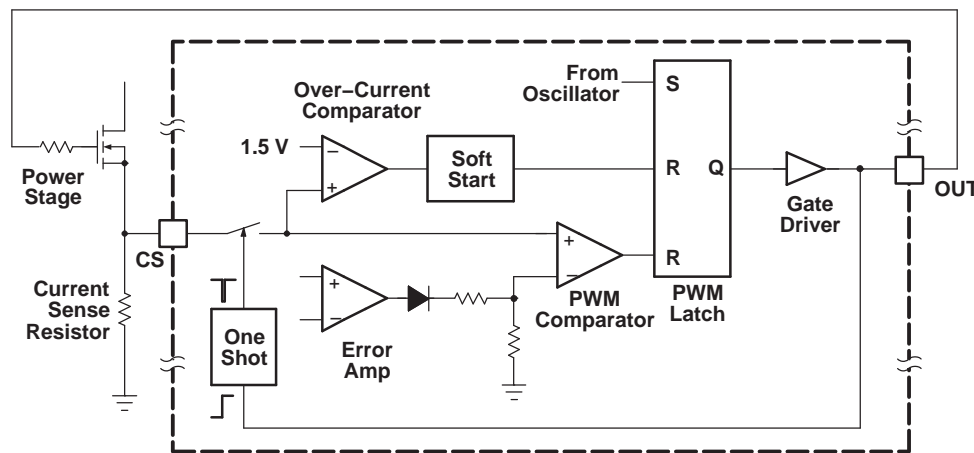 From
Oscillator
S
Over–Current
Comparator
1.5 V
–
+
Soft
Start
R
Q
Gate
Driver
OUT
Power
Stage
CS
+
–
PWM
Comparator
R
PWM
Latch
Current
Sense
Resistor
One
Shot
+
–
Error
Amp